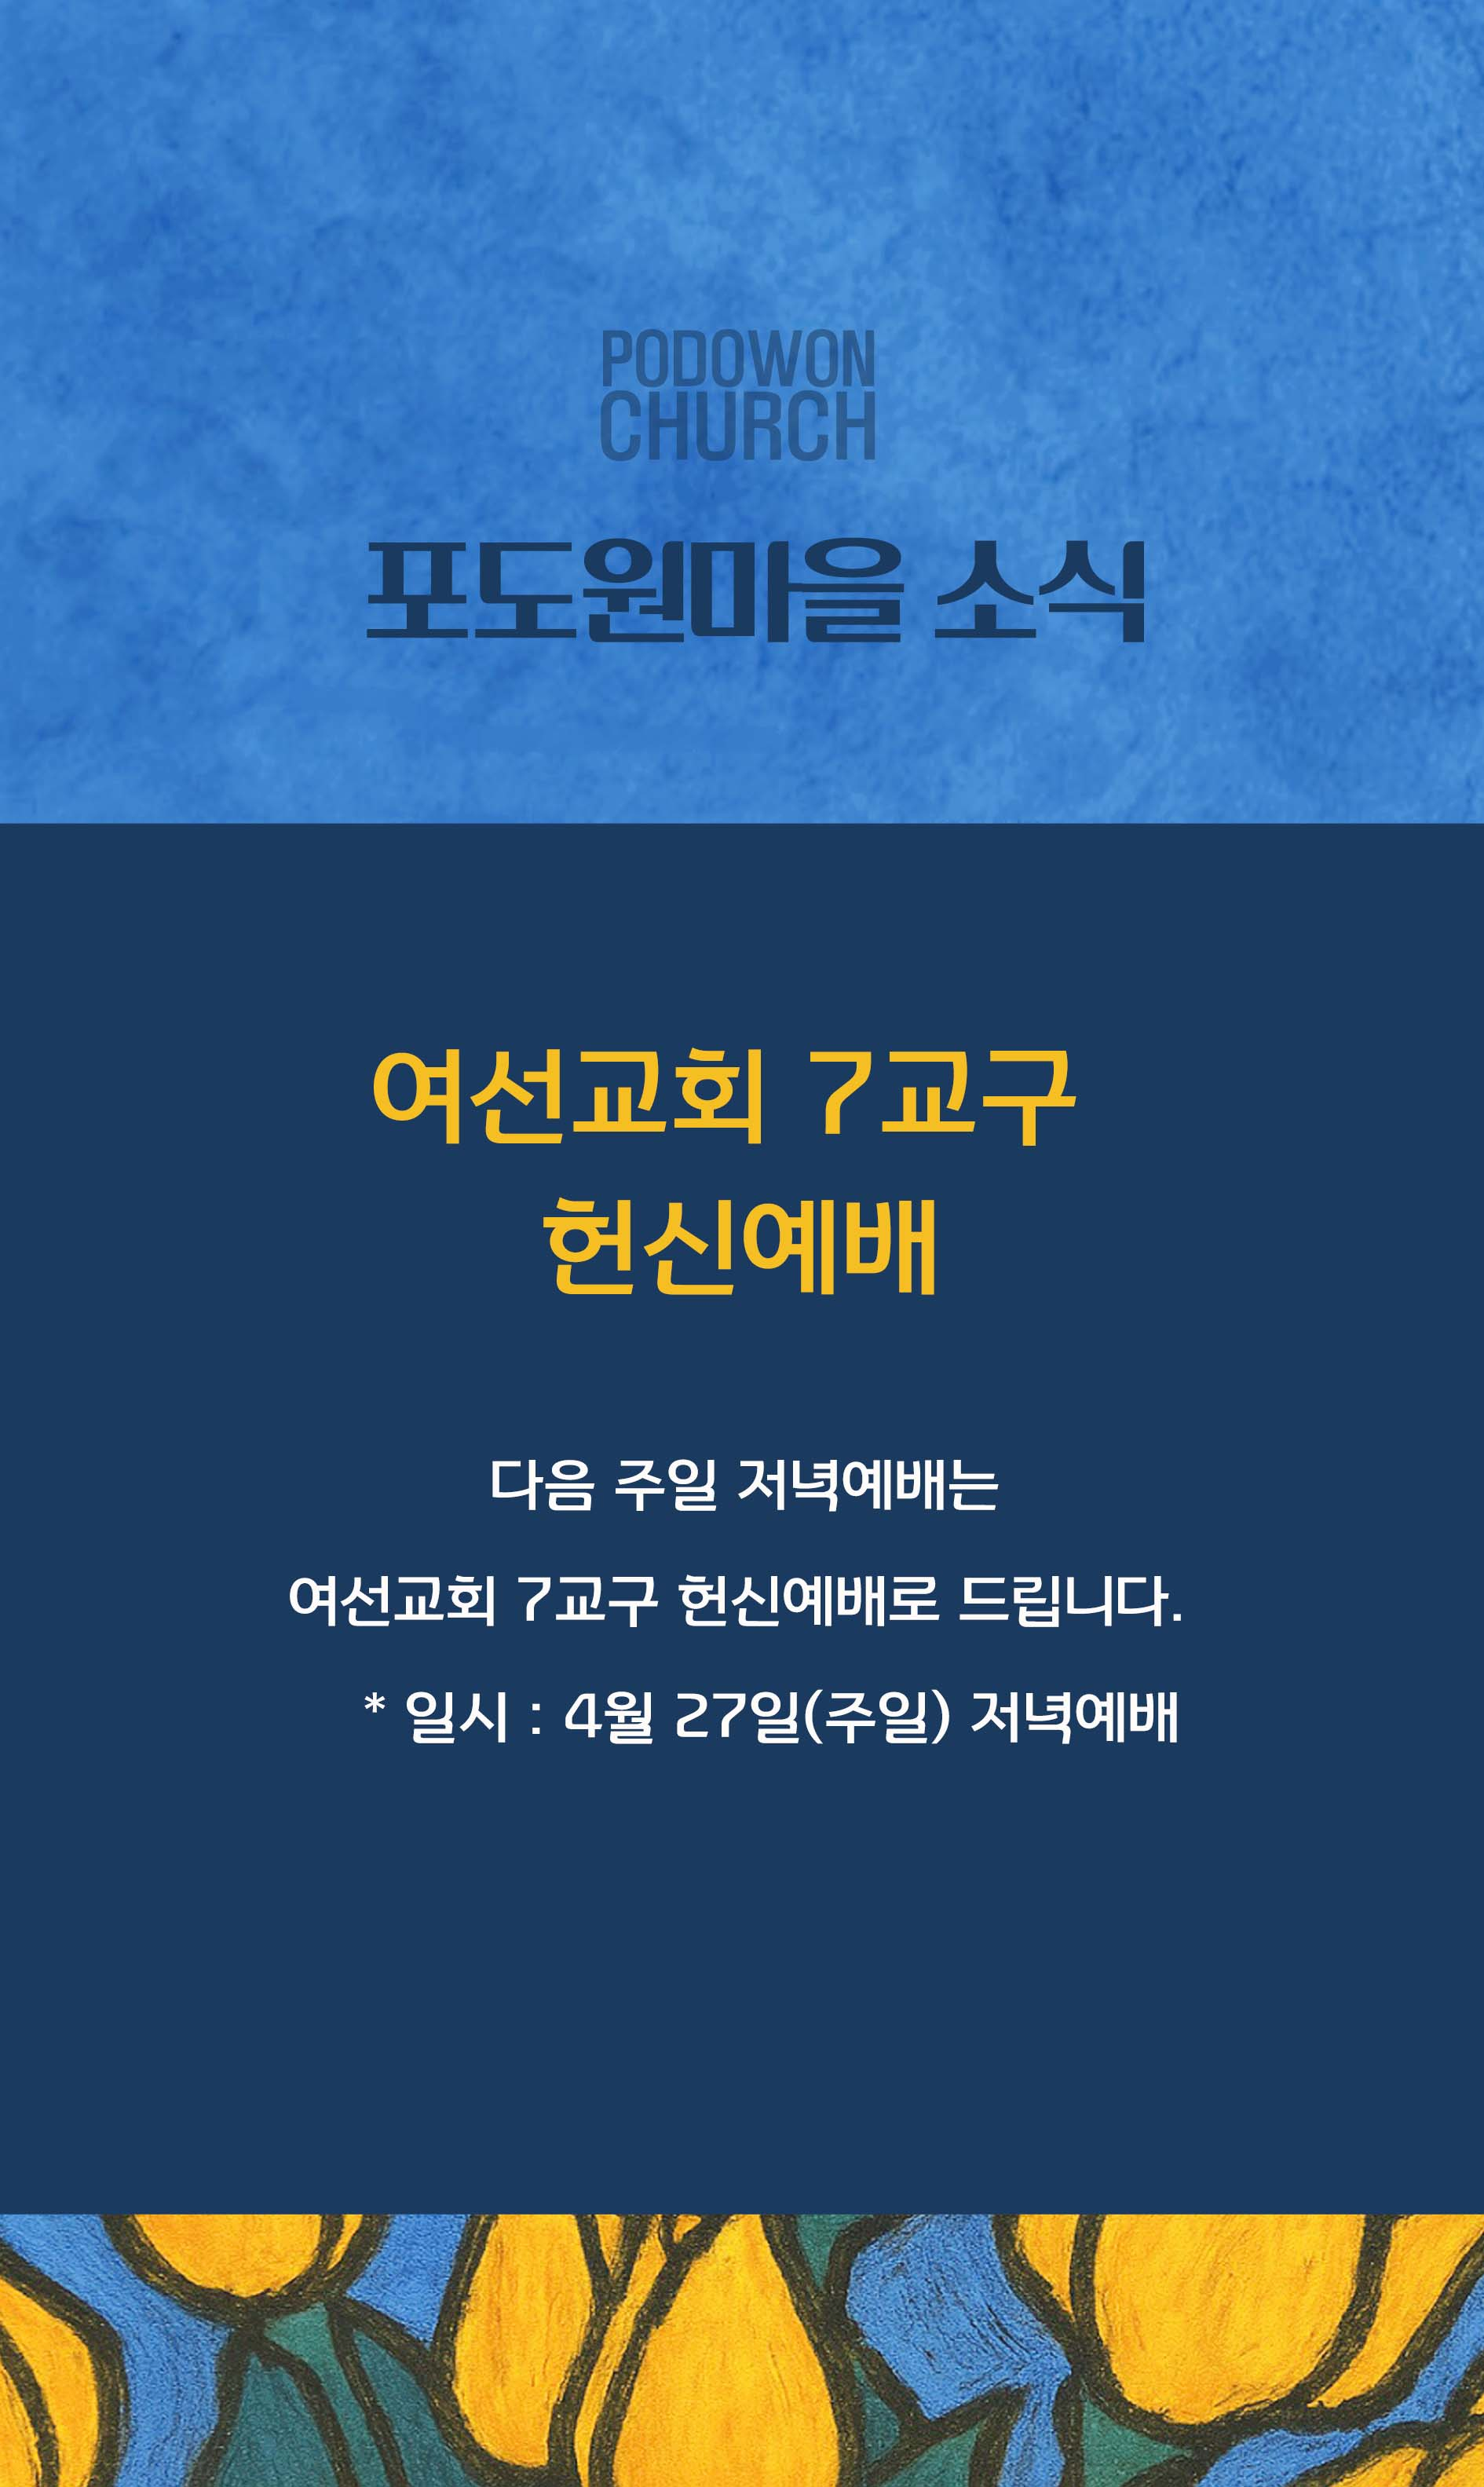 PODOWON
CHURCH
포도원마을 소식
여선교회 7교구
헌신예배
다음 주일 저녁예배는
여선교회 7교구 헌신예배로 드립니다.
* 일시 : 4월 27일(주일) 저녁예배